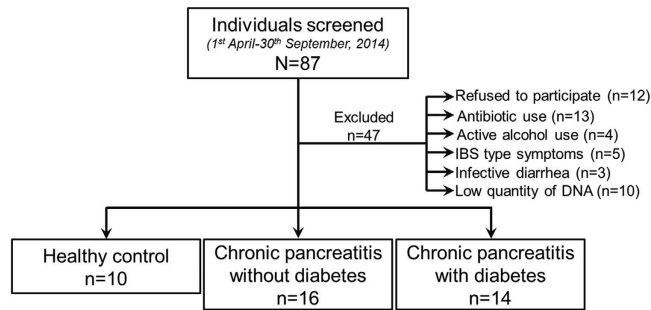 Individuals screened
(1st April-30th September, 2014)
N=87
Excluded
n=47
Refused to participate (n=12)
Antibiotic use (n=13)
Active alcohol use (n=4)
IBS type symptoms (n=5)
Infective diarrhea (n=3)
Low quantity of DNA (n=10)
Healthy control
n=10
Chronic pancreatitis
without diabetes
n=16
Chronic pancreatitis
with diabetes
n=14